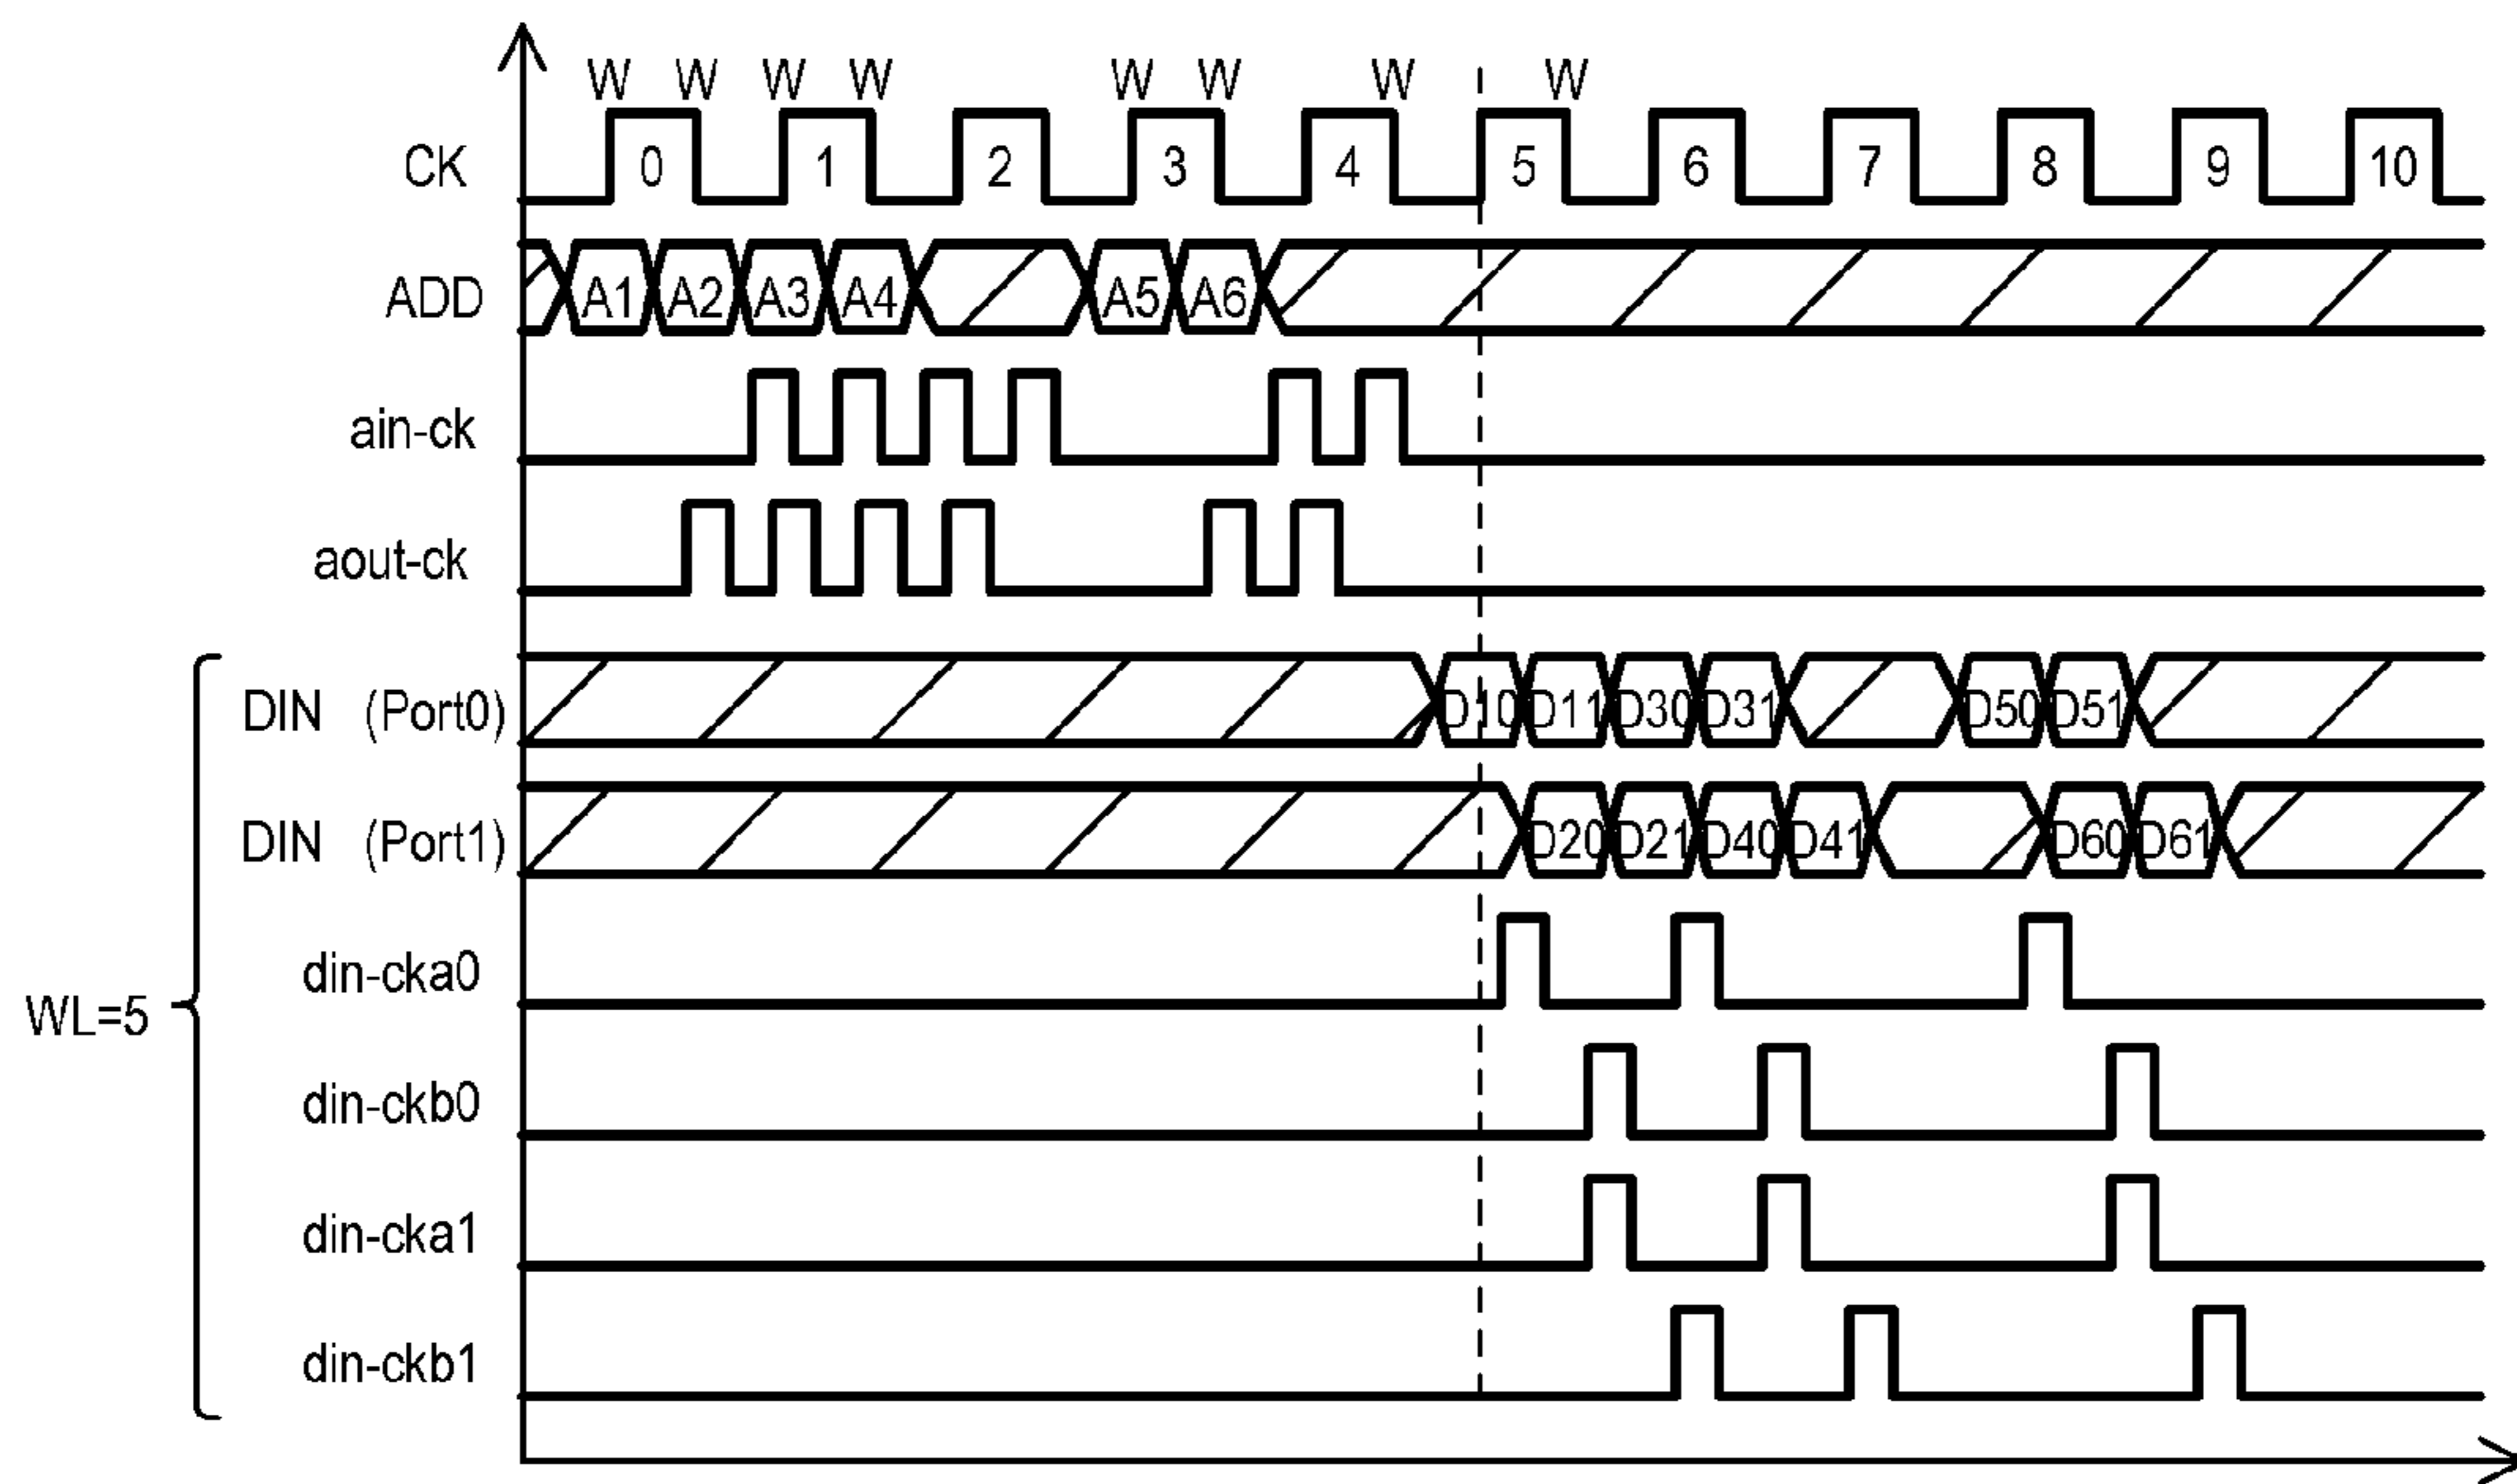 W W W W W W W W
CK 0 1 2 3 4 5 6 7 8 9 10
ADD A1 A2 A3 A4 A5 A6
ain-ck
aout-ck
DIN (Port0) D10 D11 D30 D31 D50 D51
DIN (Port1) D20 D21 D40 D41 D60 D61
din-cka0
WL=5
din-ckb0
din-cka1
din-ckb1